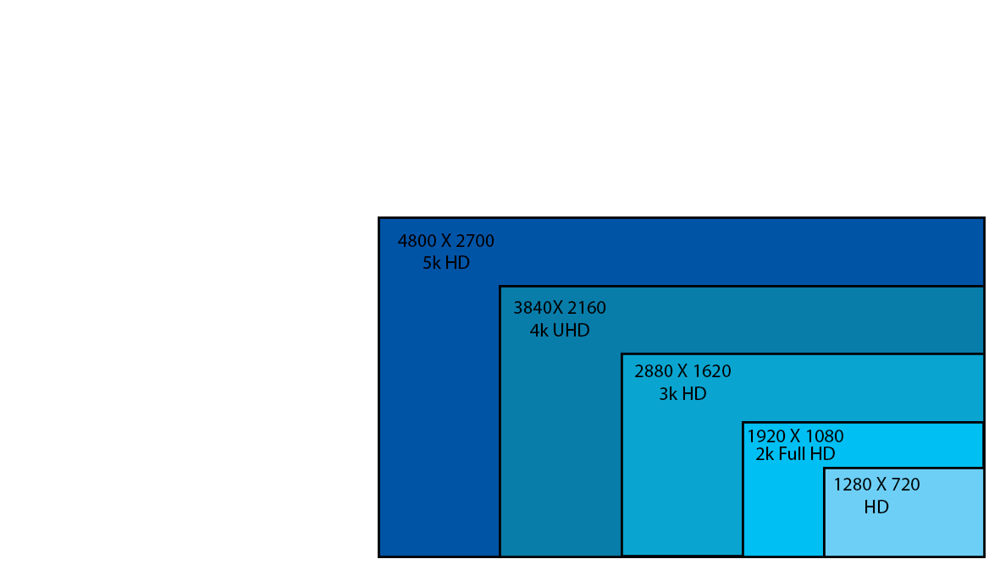 4800 X 2700
5k HD
3840X 2160
4k UHD
2880 X 1620
3k HD
1920 X 1080
2k Full HD
1280 X 720
HD